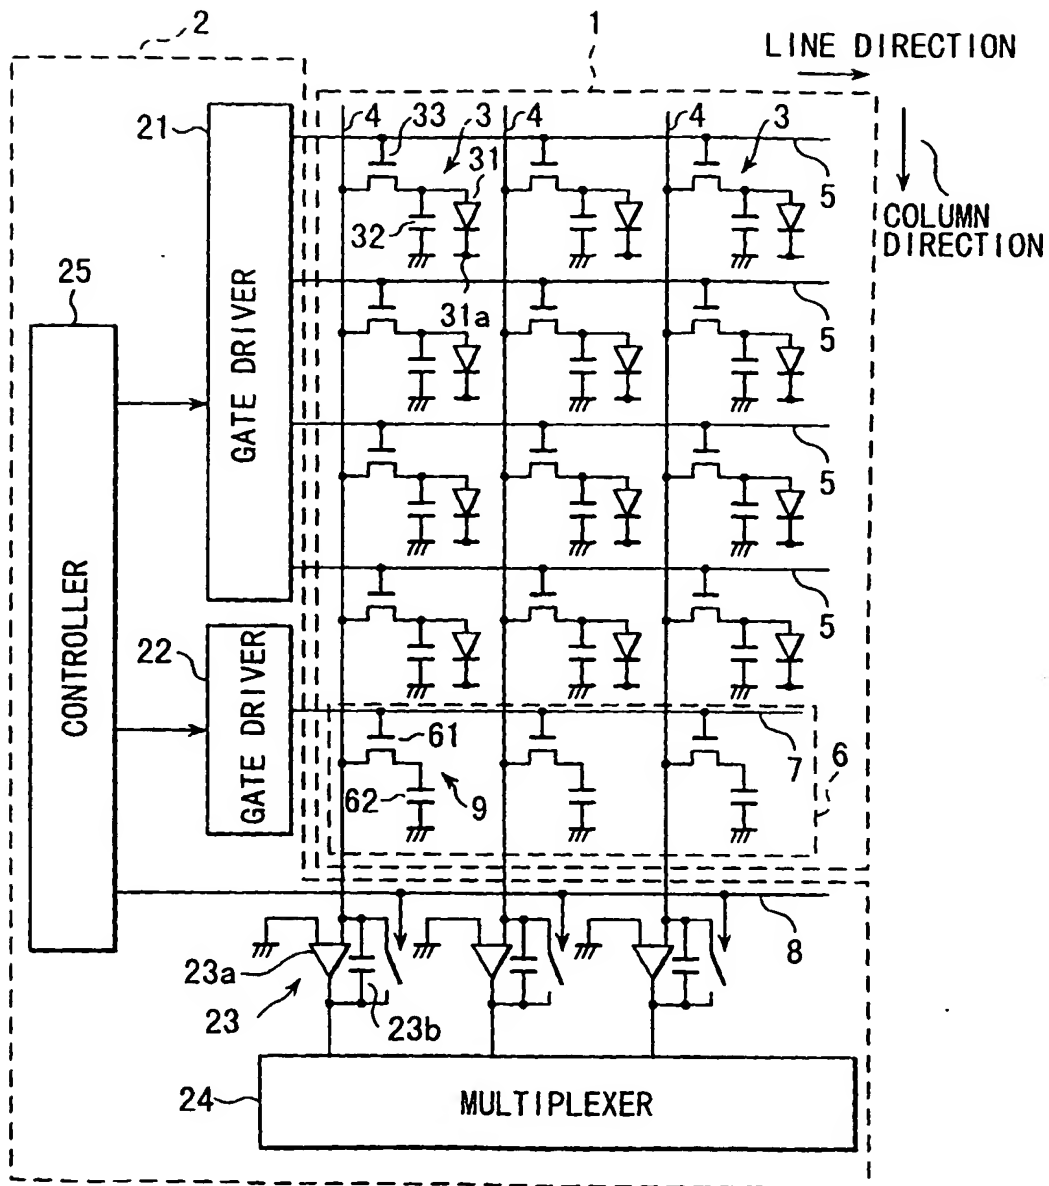 2
1
LINE DIRECTION
21
4
33
3
4
4
3
31
5
32
COLUMN
DIRECTION
31a
25
GATE DRIVER
5
5
CONTROLLER
5
22
GATE DRIVER
61
7
6
62
9
8
23a
23
23b
24
MULTIPLEXER